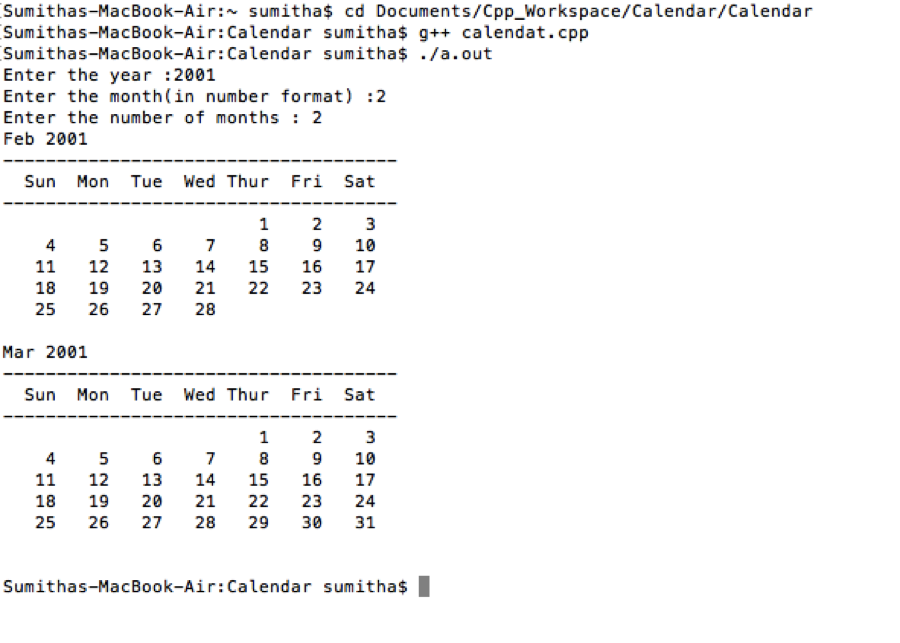 [Sumithas-MacBook-Air:~ sumitha$ cd Documents/Cpp_Workspace/Calendar/Calendar
[Sumithas-MacBook-Air:Calendar sumitha$ g++ calendat.cpp
[Sumithas-MacBook-Air:Calendar sumitha$ ./a.out
Enter the year :2001
Enter the month(in number format) :2
Enter the number of months : 2
Feb 2001
-------------------------------------
  Sun  Mon  Tue  Wed Thur  Fri  Sat
-------------------------------------
                        1    2    3
    4    5    6    7    8    9   10
   11   12   13   14   15   16   17
   18   19   20   21   22   23   24
   25   26   27   28
Mar 2001
-------------------------------------
  Sun  Mon  Tue  Wed Thur  Fri  Sat
-------------------------------------
                        1    2    3
    4    5    6    7    8    9   10
   11   12   13   14   15   16   17
   18   19   20   21   22   23   24
   25   26   27   28   29   30   31
Sumithas-MacBook-Air:Calendar sumitha$